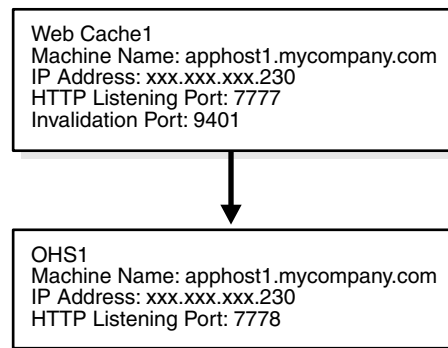 Web Cache1
Machine Name: apphost1.mycompany.com
IP Address: xxx.xxx.xxx.230
HTTP Listening Port: 7777
Invalidation Port: 9401
OHS1
Machine Name: apphost1.mycompany.com
IP Address: xxx.xxx.xxx.230
HTTP Listening Port: 7778